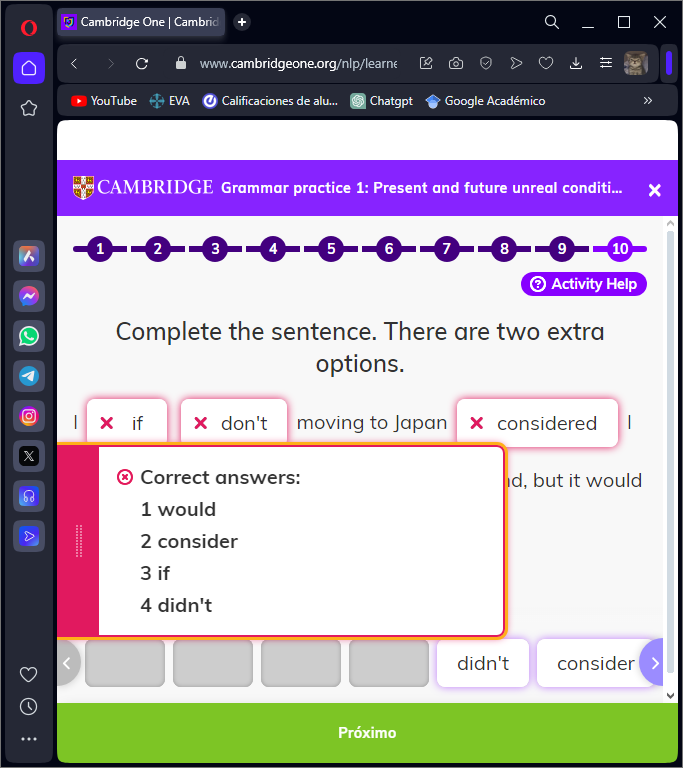 Cambridge One | Cambrid
www.cambridgeone.org/nlp/learne
YouTube EVA Calificaciones de alu... Chatgpt Google Académico
CAMBRIDGE Grammar practice 1: Present and future unreal conditi...
1 2 3 4 5 6 7 8 9 10
Activity Help
Complete the sentence. There are two extra
options.
I if don't moving to Japan considered I
nd, but it would
Correct answers:
1 would
2 consider
3 if
4 didn't
didn't consider
Próximo